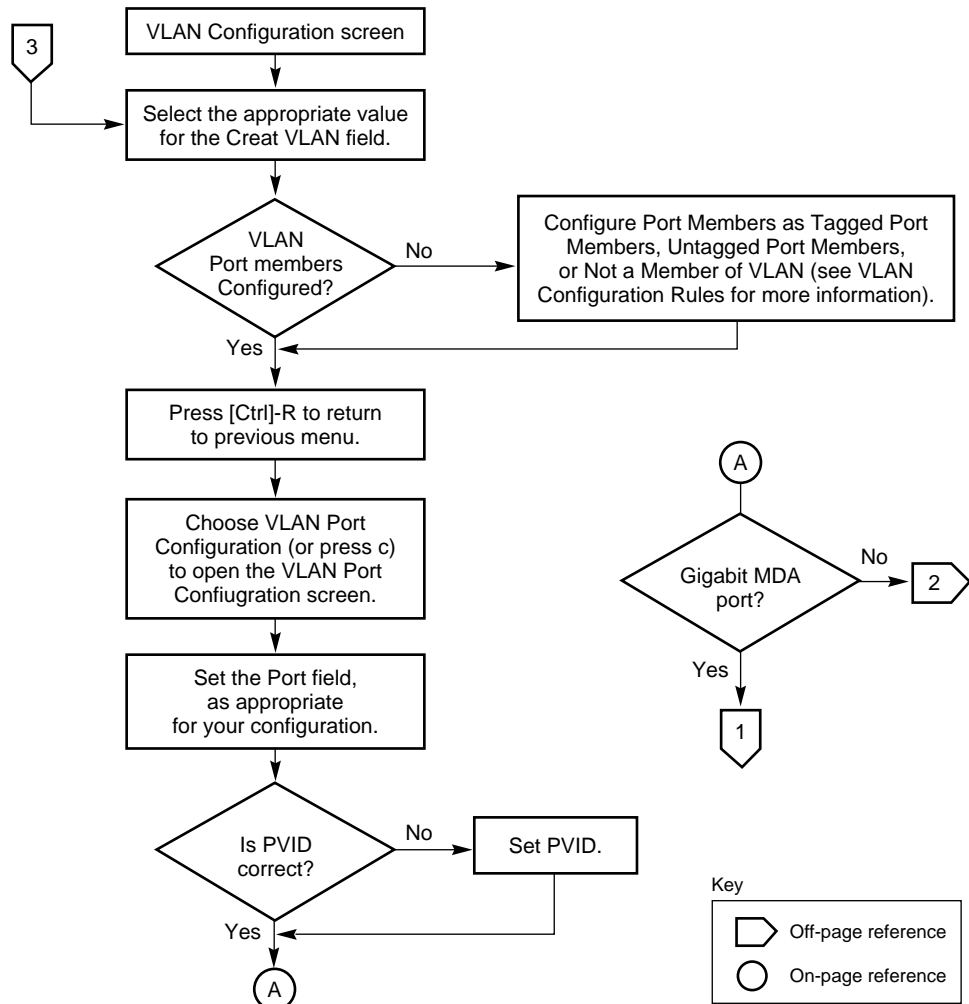 3
VLAN Configuration screen
Select the appropriate value
for the Creat VLAN field.
VLAN
Port members
Configured?
No
Configure Port Members as Tagged Port
Members, Untagged Port Members,
or Not a Member of VLAN (see VLAN
Configuration Rules for more information).
Yes
Press [Ctrl]-R to return
to previous menu.
Choose VLAN Port
Configuration (or press c)
to open the VLAN Port
Confiugration screen.
Set the Port field,
as appropriate
for your configuration.
Is PVID
correct?
No
Set PVID.
Yes
A
A
Gigabit MDA
port?
No
2
Yes
1
Key
Off-page reference
On-page reference